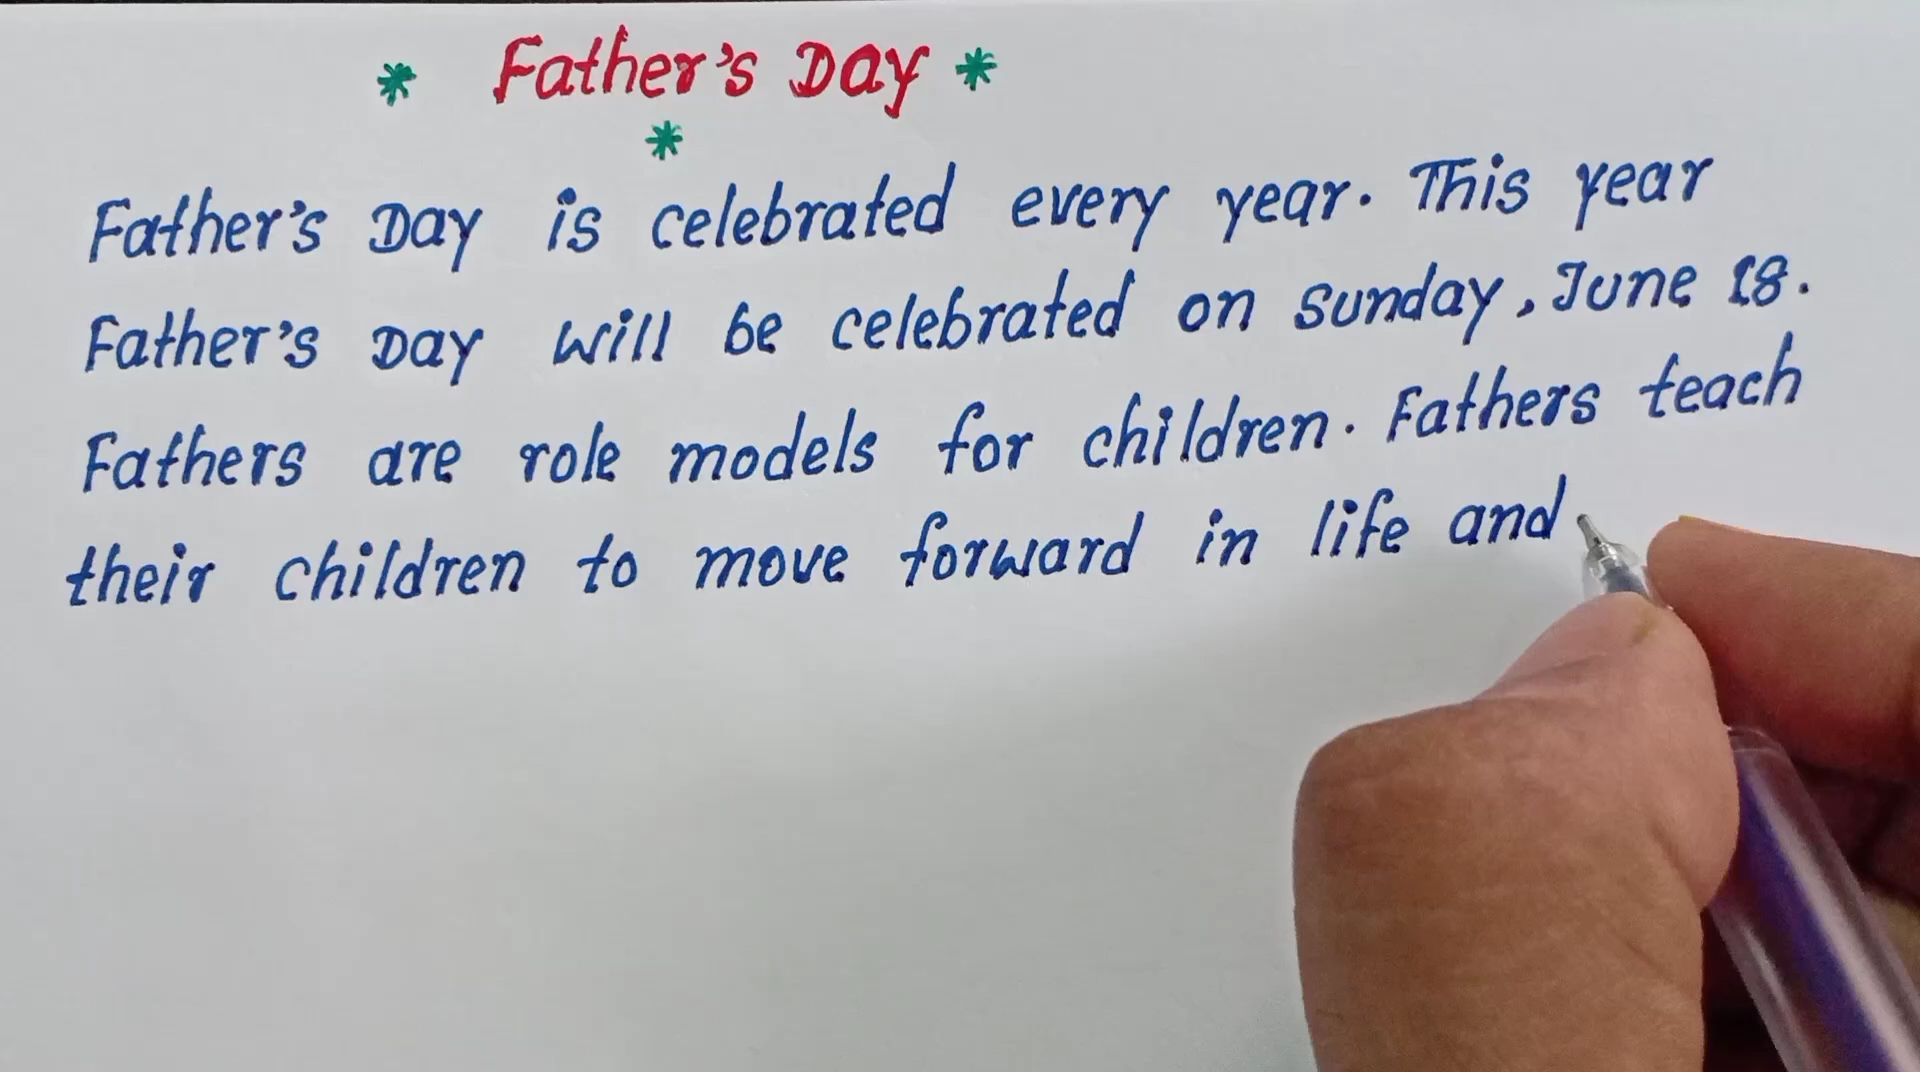 * Father's Day *
*
Father's Day is celebrated every year. This year
Father's Day will be celebrated on Sunday, June 18.
Fathers are role models for children. Fathers teach
their children to move forward in life and